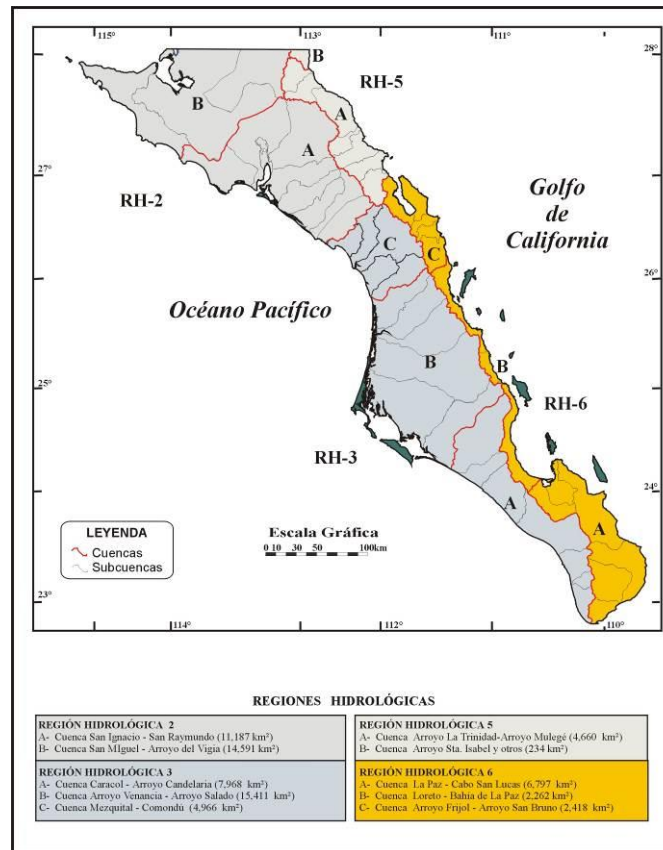 115° 113° 111°
28° 28°
B
RH-5
B
A
A
27°
RH-2
Golfo
de
California
C
C
26° 26°
Océano Pacífico
B
B
25° 25°
RH-6
RH-3
24° 24°
A
A
LEYENDA
Cuencas
Subcuencas
Escala Gráfica
0 10 30 50 100km
23°
114° 112° 110°
REGIONES HIDROLÓGICAS
REGIÓN HIDROLÓGICA 2
A- Cuenca San Ignacio - San Raymundo (11,187 km²)
B- Cuenca San MIguel - Arroyo del Vigia (14,591 km²)
REGIÓN HIDROLÓGICA 5
A- Cuenca Arroyo La Trinidad-Arroyo Mulegé (4,660 km²)
B- Cuenca Arroyo Sta. Isabel y otros (234 km²)
REGIÓN HIDROLÓGICA 3
A- Cuenca Caracol - Arroyo Candelaria (7,968 km²)
B- Cuenca Arroyo Venancia - Arroyo Salado (15,411 km²)
C- Cuenca Mezquital - Comondú (4,966 km²)
REGIÓN HIDROLÓGICA 6
A- Cuenca La Paz - Cabo San Lucas (6,797 km²)
B- Cuenca Loreto - Bahía de La Paz (2,262 km²)
C- Cuenca Arroyo Frijol - Arroyo San Bruno (2,418 km²)